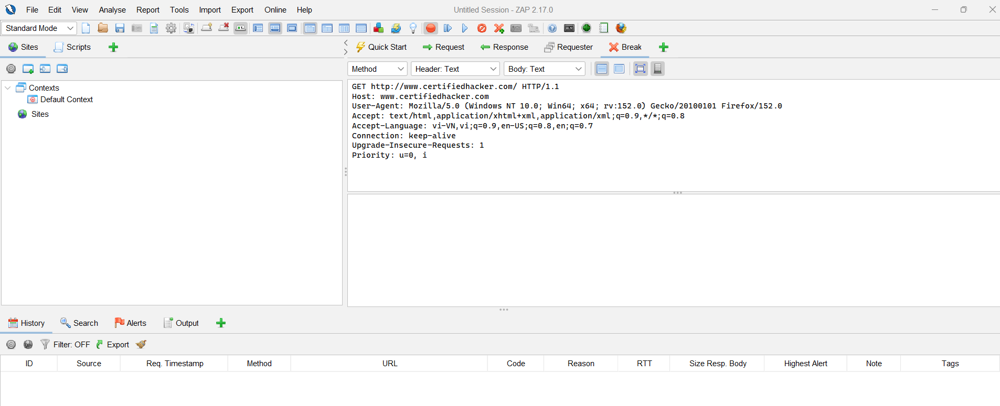 File Edit View Analyse Report Tools Import Export Online Help
Untitled Session - ZAP 2.17.0
Standard Mode
Sites Scripts
Quick Start Request Response Requester Break
Method Header: Text Body: Text
Contexts
Default Context
Sites
GET http://www.certifiedhacker.com/ HTTP/1.1
Host: www.certifiedhacker.com
User-Agent: Mozilla/5.0 (Windows NT 10.0; Win64; x64; rv:152.0) Gecko/20100101 Firefox/152.0
Accept: text/html,application/xhtml+xml,application/xml;q=0.9,*/*;q=0.8
Accept-Language: vi-VN,vi;q=0.9,en-US;q=0.8,en;q=0.7
Connection: keep-alive
Upgrade-Insecure-Requests: 1
Priority: u=0, i
History Search Alerts Output
Filter: OFF Export
ID Source Req. Timestamp Method URL Code Reason RTT Size Resp. Body Highest Alert Note Tags